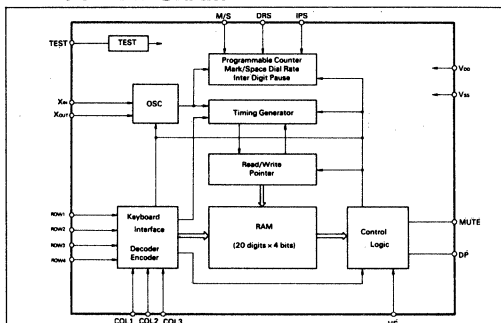 M/S DRS IPS
TEST
TEST
Programmable Counter
Mark/Space Dial Rate
Inter Digit Pause
VDD
VSS
OSC
XIN
XOUT
Timing Generator
Read/Write
Pointer
ROW1
ROW2
ROW3
ROW4
Keyboard
Interface
Decoder
Encoder
RAM
(20 digits × 4 bits)
Control
Logic
MUTE
DP
COL1 COL2 COL3